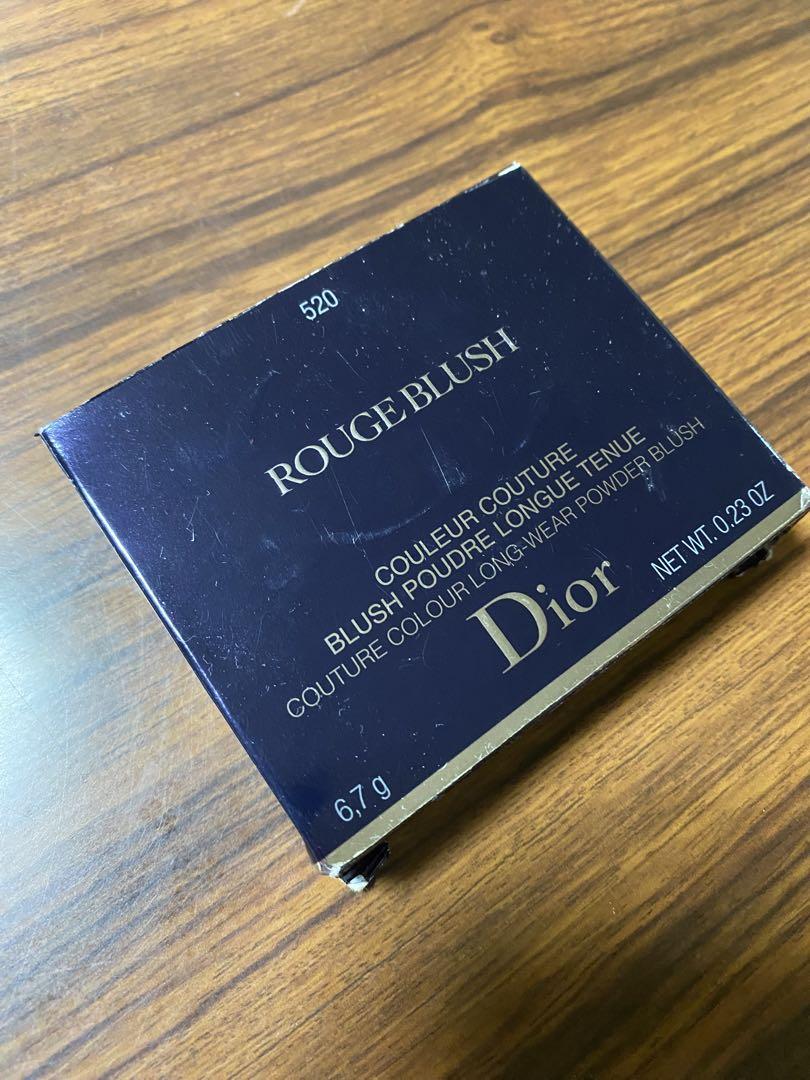 520
ROUGE BLUSH
COULEUR COUTURE
BLUSH POUDRE LONGUE TENUE
COUTURE COLOUR LONG-WEAR POWDER BLUSH
Dior
6,7 g
NET WT. 0.23 OZ